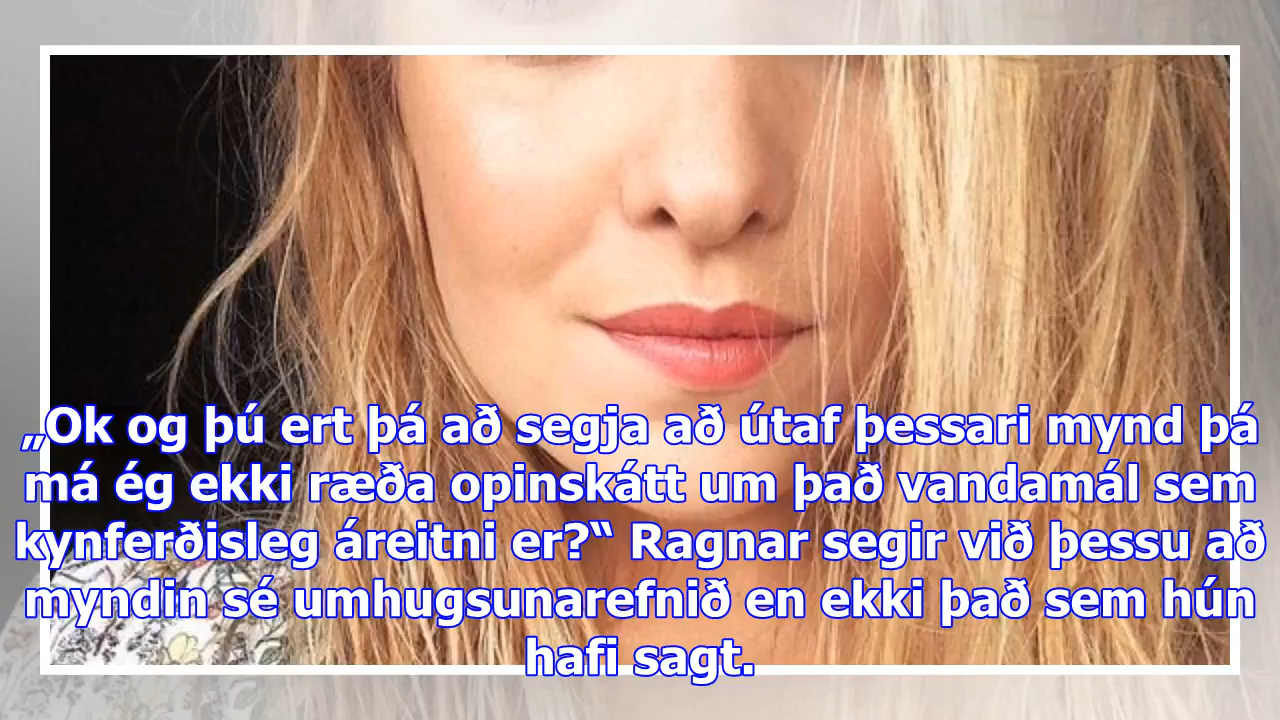 „Ok og þú ert þá að segja að útaf þessari mynd þá
má ég ekki ræða opinskátt um það vandamál sem
kynferðisleg áreitni er?“ Ragnar segir við þessu að
myndin sé umhugsunarefnið en ekki það sem hún
hafi sagt.